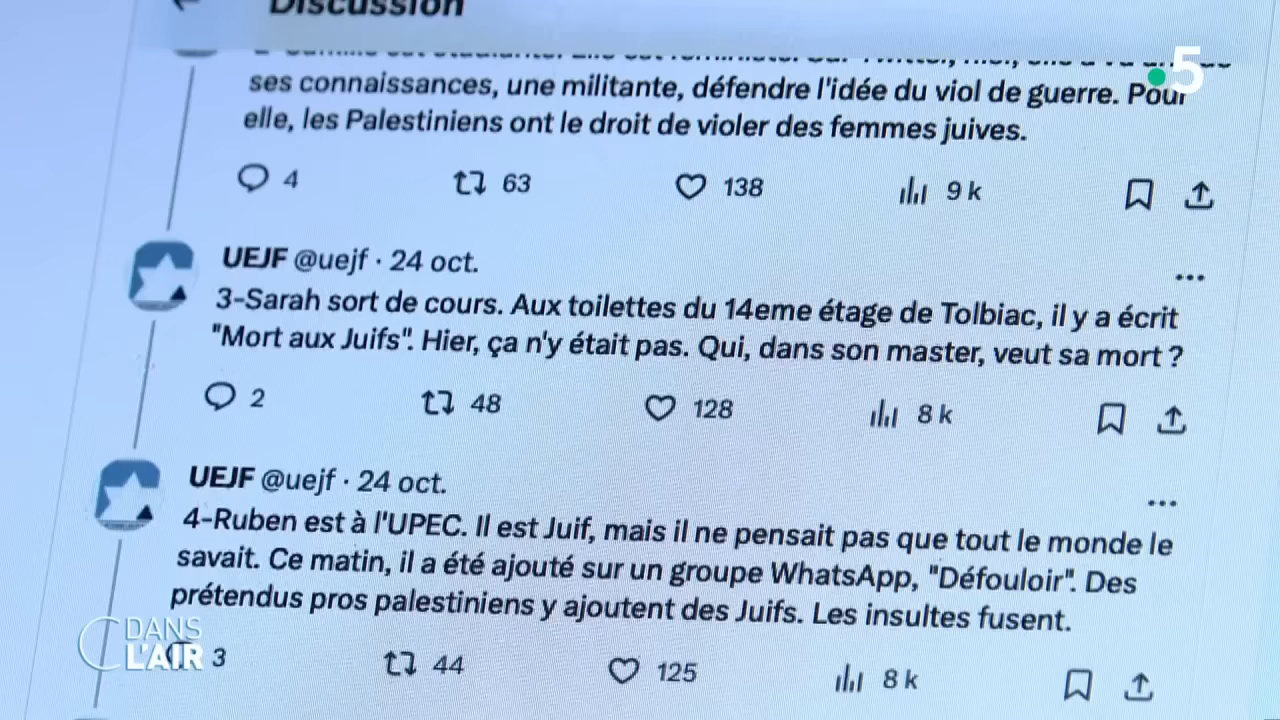 Discussion
5
ses connaissances, une militante, défendre l'idée du viol de guerre. Pour
elle, les Palestiniens ont le droit de violer des femmes juives.
4 63 138 9 k
UEJF @uejf · 24 oct.
3-Sarah sort de cours. Aux toilettes du 14eme étage de Tolbiac, il y a écrit
"Mort aux Juifs". Hier, ça n'y était pas. Qui, dans son master, veut sa mort ?
2 48 128 8 k
UEJF @uejf · 24 oct.
4-Ruben est à l'UPEC. Il est Juif, mais il ne pensait pas que tout le monde le
savait. Ce matin, il a été ajouté sur un groupe WhatsApp, "Défouloir". Des
prétendus pros palestiniens y ajoutent des Juifs. Les insultes fusent.
3 44 125 8 k
C DANS
L'AIR